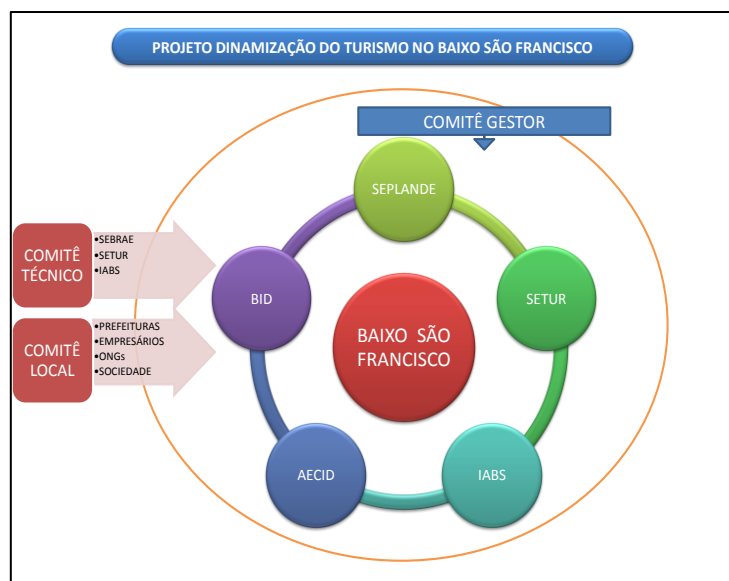 PROJETO DINAMIZAÇÃO DO TURISMO NO BAIXO SÃO FRANCISCO
COMITÊ GESTOR
SEPLANDE
SETUR
IABS
AECID
BID
BAIXO SÃO
FRANCISCO
COMITÊ
TÉCNICO
•SEBRAE
•SETUR
•IABS
COMITÊ
LOCAL
•PREFEITURAS
•EMPRESÁRIOS
•ONGs
•SOCIEDADE